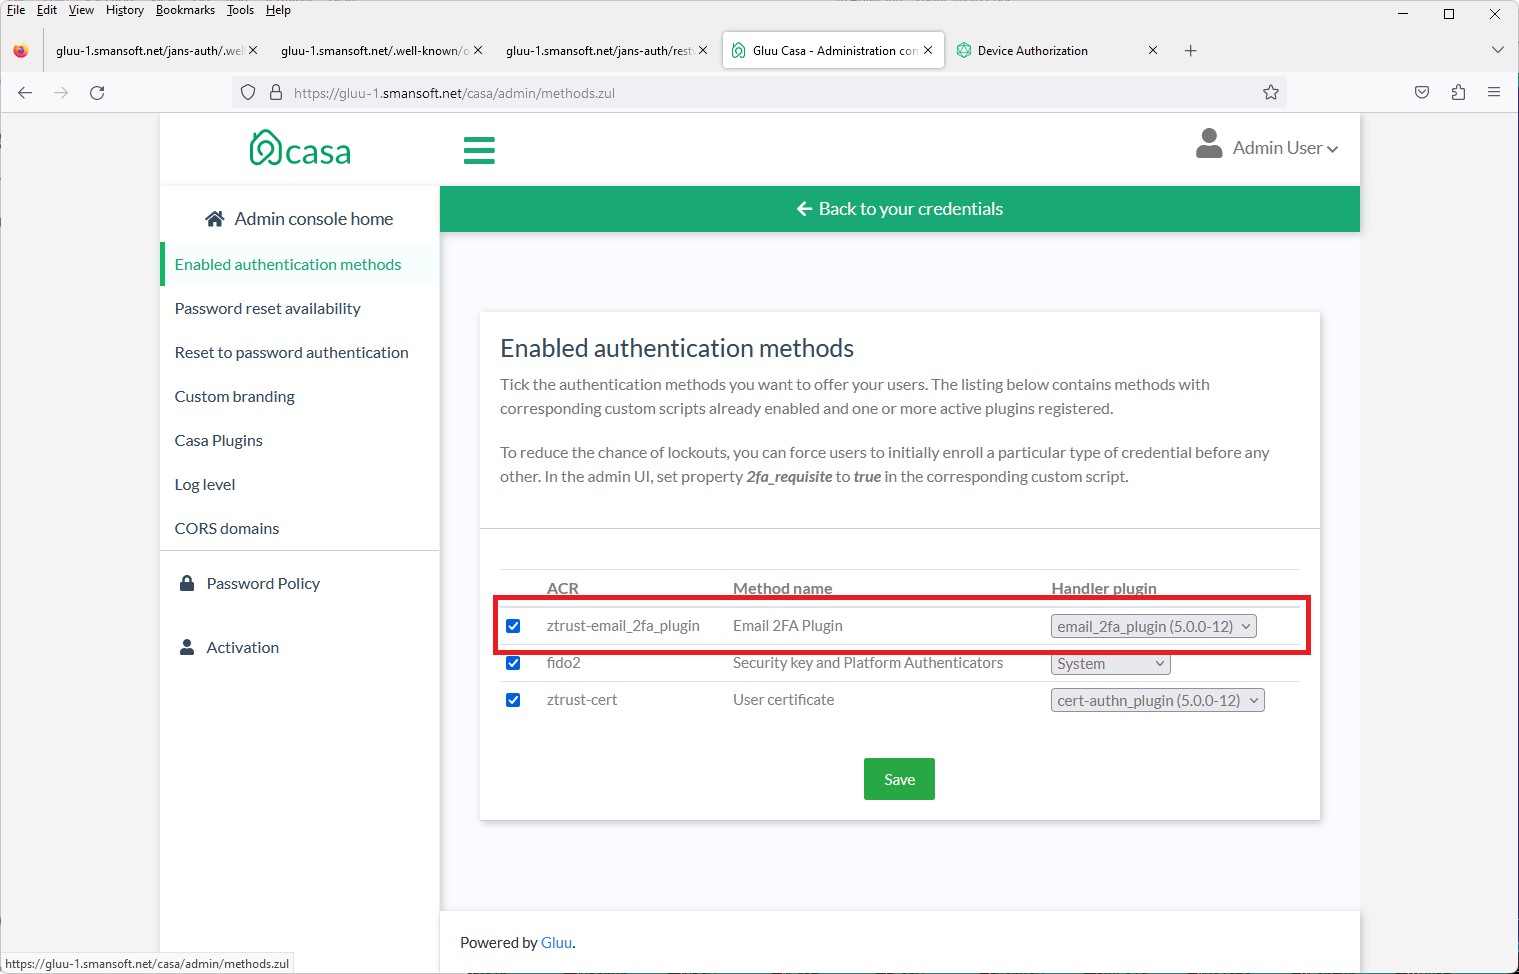 File Edit View History Bookmarks Tools Help
gluu-1.smansoft.net/jans-auth/.well
gluu-1.smansoft.net/.well-known/o
gluu-1.smansoft.net/jans-auth/restv
Gluu Casa - Administration con
Device Authorization
https://gluu-1.smansoft.net/casa/admin/methods.zul
casa
Admin User
Admin console home
Back to your credentials
Enabled authentication methods
Password reset availability
Reset to password authentication
Custom branding
Casa Plugins
Log level
CORS domains
Password Policy
Activation
Enabled authentication methods
Tick the authentication methods you want to offer your users. The listing below contains methods with
corresponding custom scripts already enabled and one or more active plugins registered.
To reduce the chance of lockouts, you can force users to initially enroll a particular type of credential before any
other. In the admin UI, set property 2fa_requisite to true in the corresponding custom script.
ACR Method name Handler plugin
ztrust-email_2fa_plugin Email 2FA Plugin email_2fa_plugin (5.0.0-12)
fido2 Security key and Platform Authenticators System
ztrust-cert User certificate cert-authn_plugin (5.0.0-12)
Save
Powered by Gluu.
https://gluu-1.smansoft.net/casa/admin/methods.zul